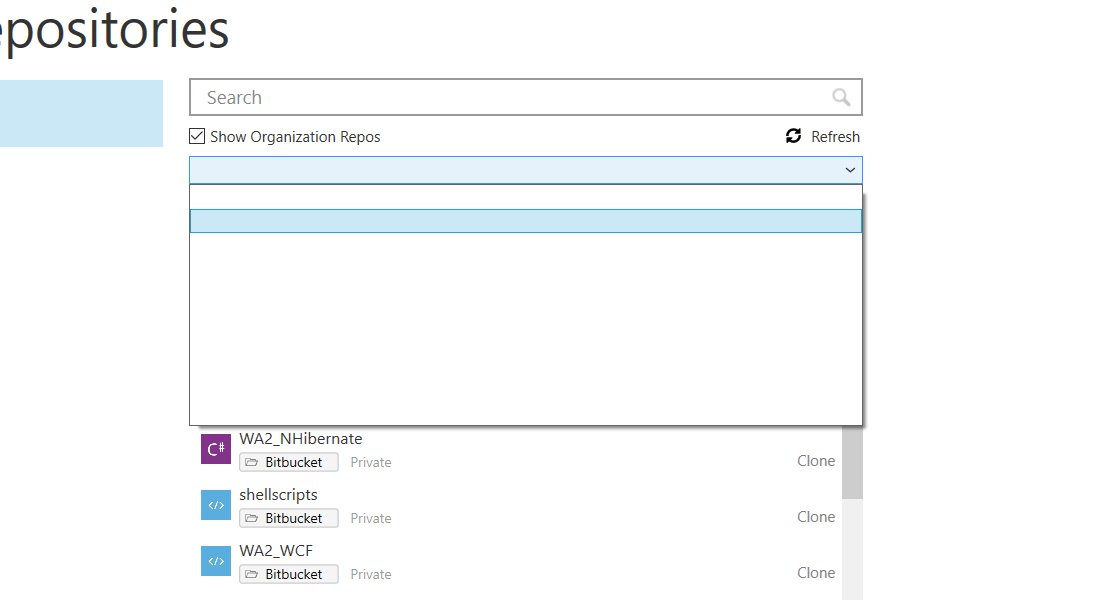 epositories
Search
Show Organization Repos Refresh
C# WA2_NHibernate
Bitbucket Private Clone
</> shellscripts
Bitbucket Private Clone
</> WA2_WCF
Bitbucket Private Clone